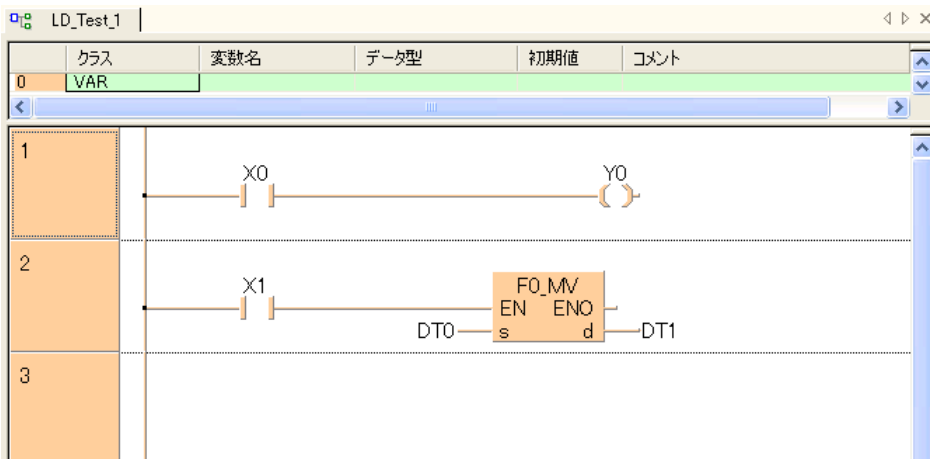 LD_Test_1
クラス 変数名 データ型 初期値 コメント
0 VAR
1
X0 Y0
2
X1 F0_MV
EN ENO
DT0 s d DT1
3